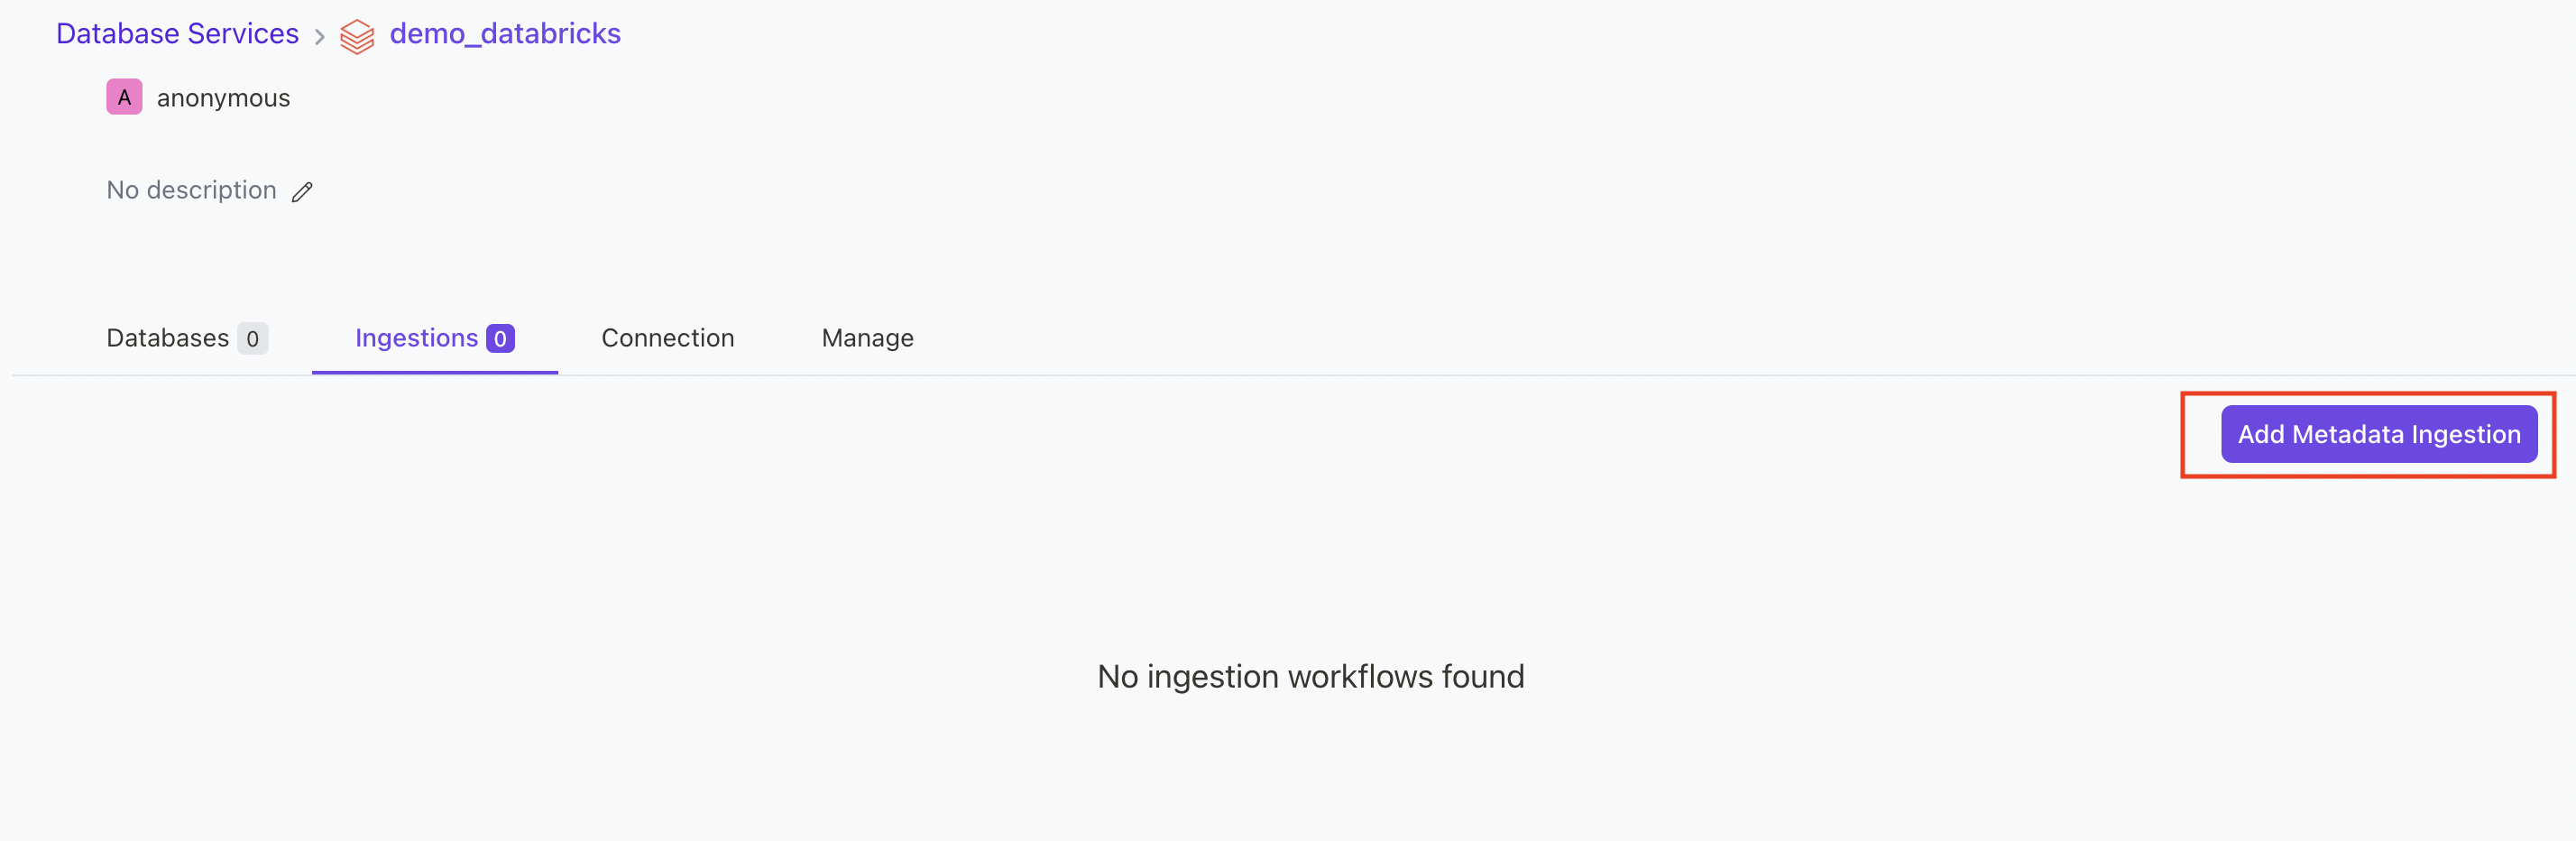 Database Services > demo_databricks
A anonymous
No description
Databases 0 Ingestions 0 Connection Manage
Add Metadata Ingestion
No ingestion workflows found